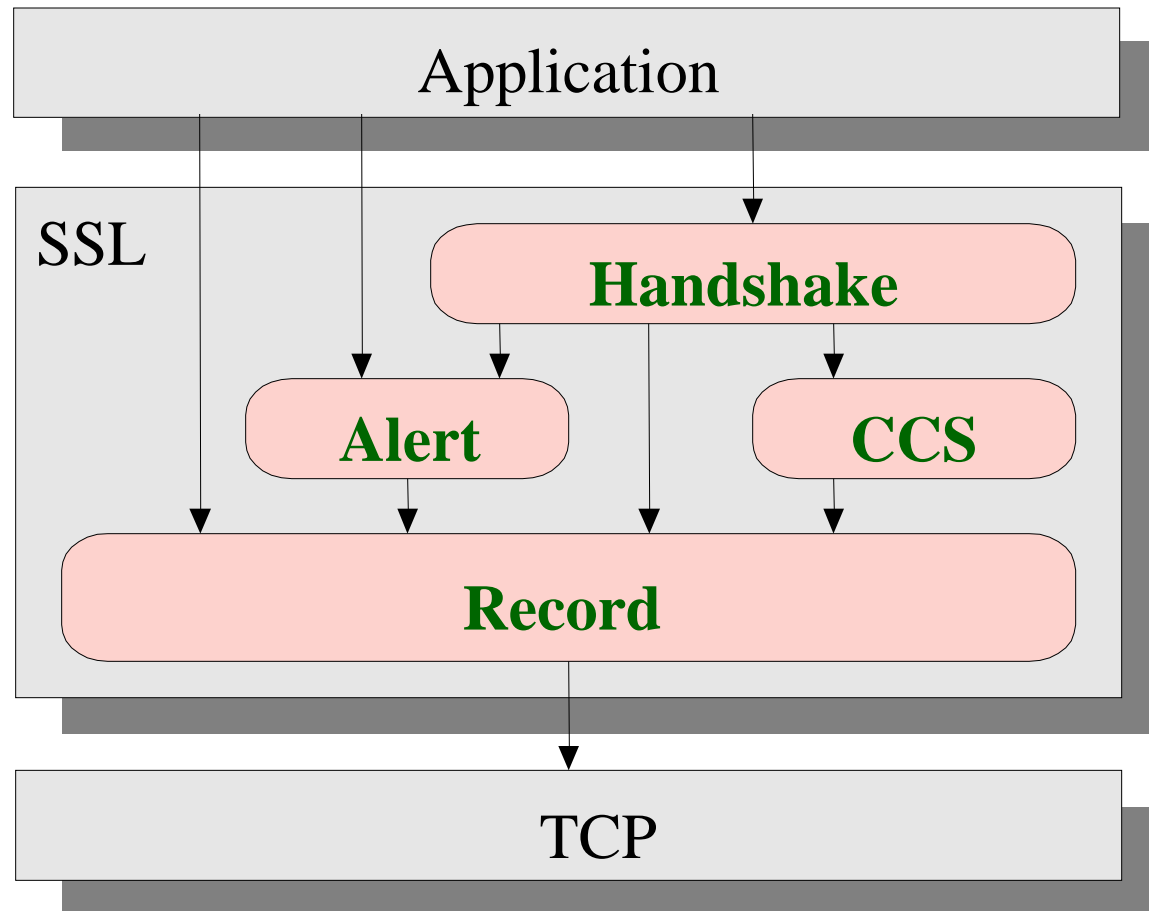 Application
SSL
Handshake
Alert
CCS
Record
TCP